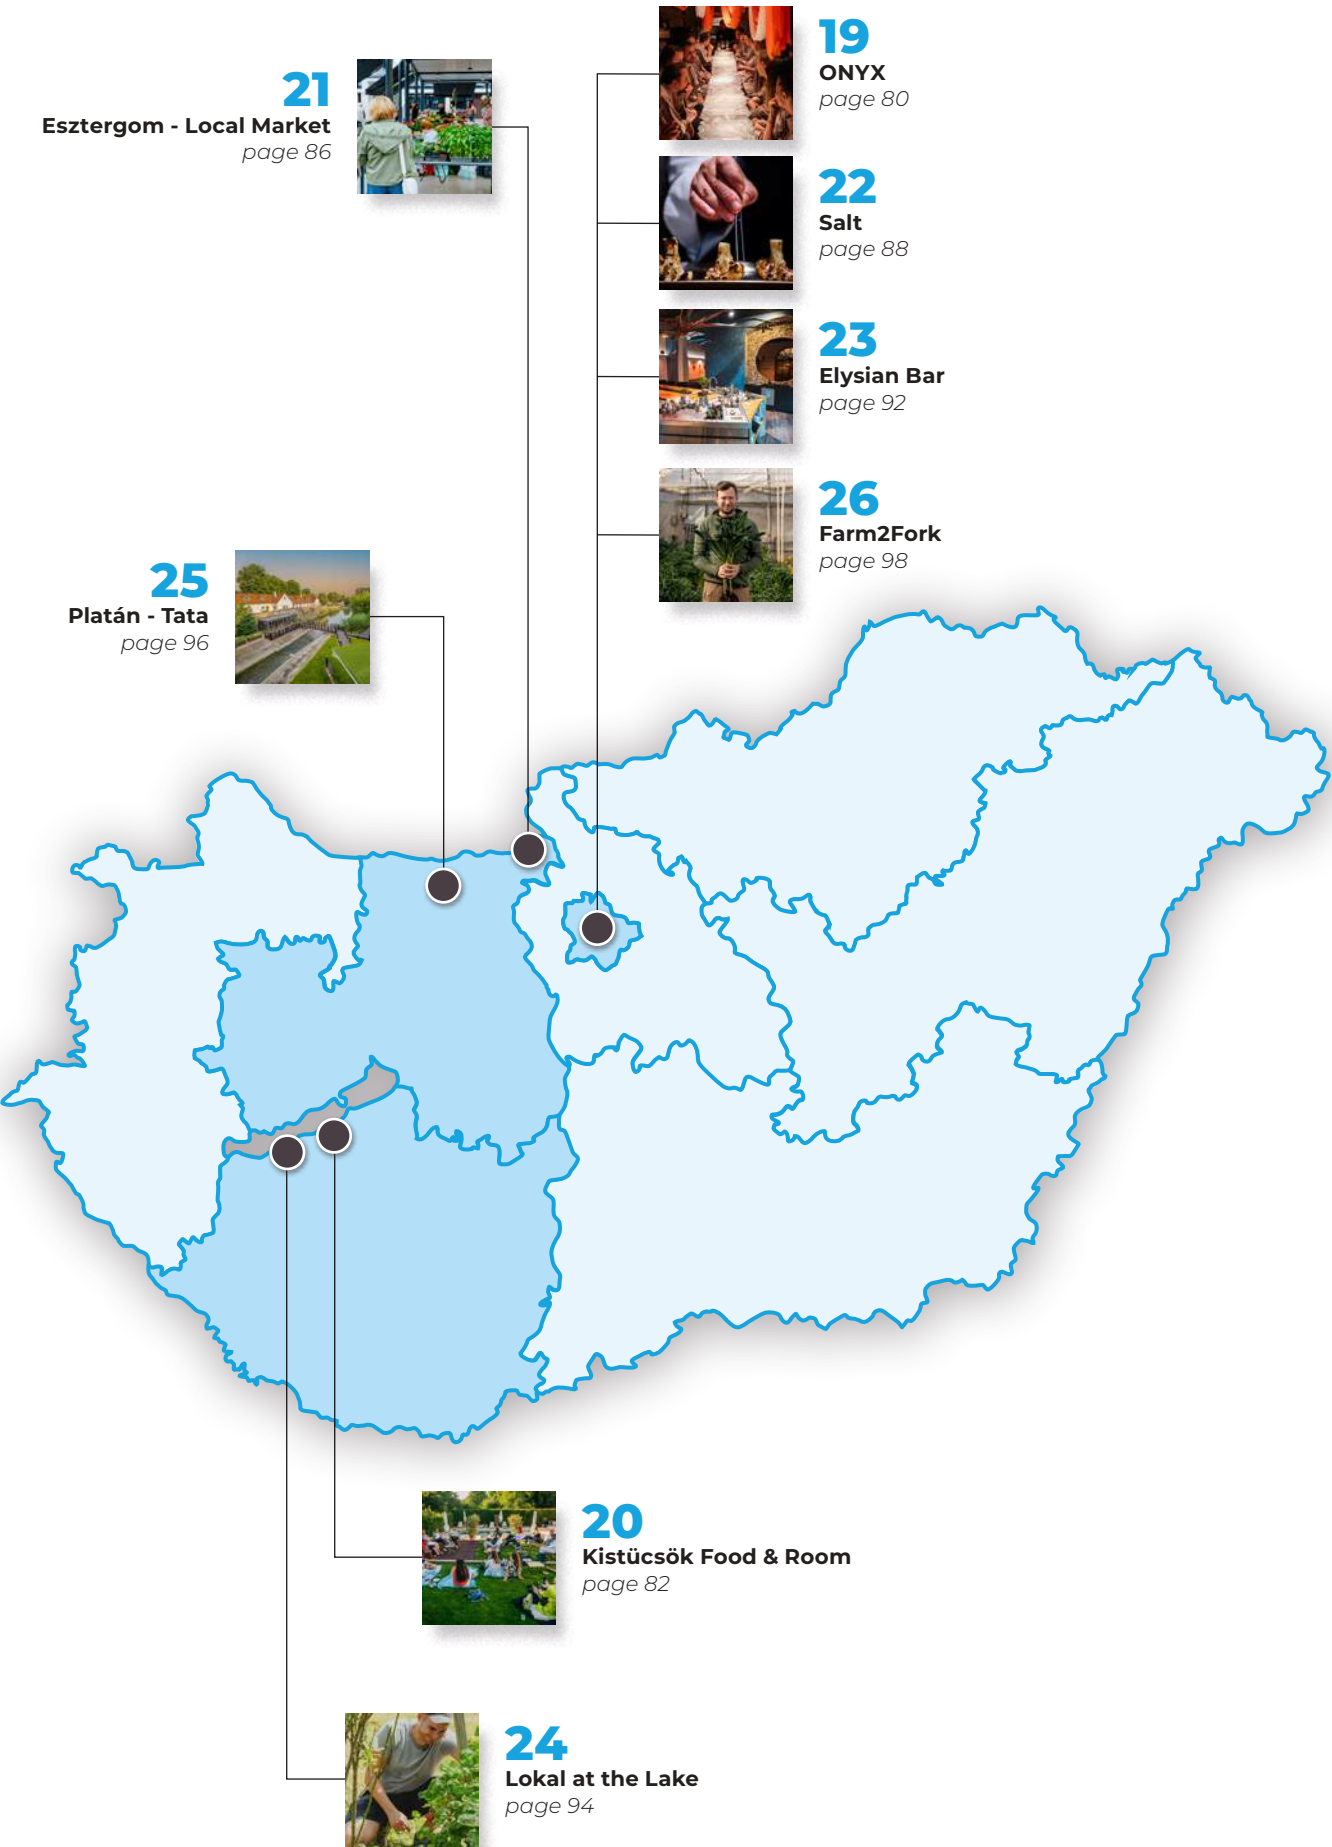 19
ONYX
page 80
21
Esztergom - Local Market
page 86
22
Salt
page 88
23
Elysian Bar
page 92
26
Farm2Fork
page 98
25
Platán - Tata
page 96
20
Kistücsök Food & Room
page 82
24
Lokal at the Lake
page 94